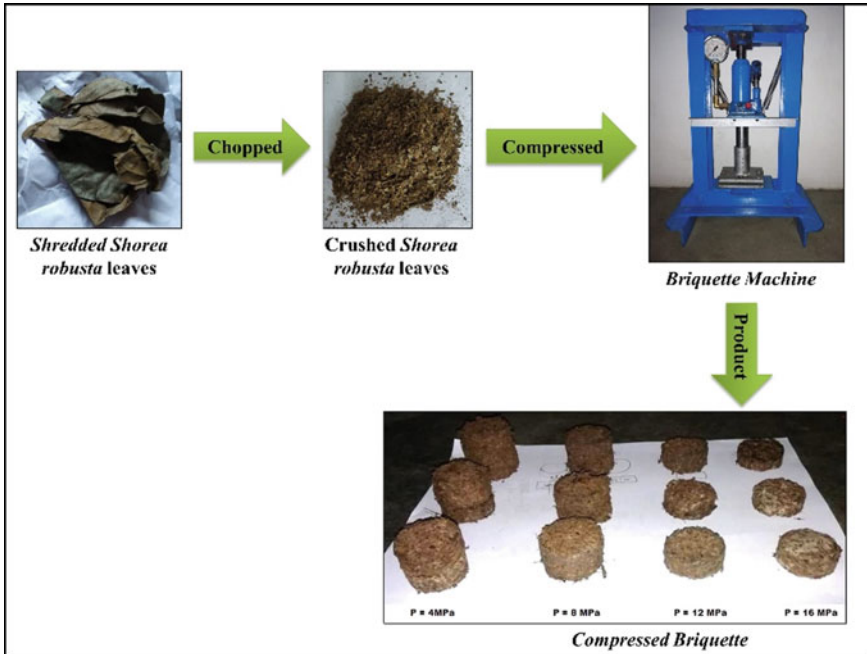 Chopped
Compressed
Shredded Shorea
robusta leaves
Crushed Shorea
robusta leaves
Briquette Machine
Product
P = 4MPa
P = 8 MPa
P = 12 MPa
P = 16 MPa
Compressed Briquette